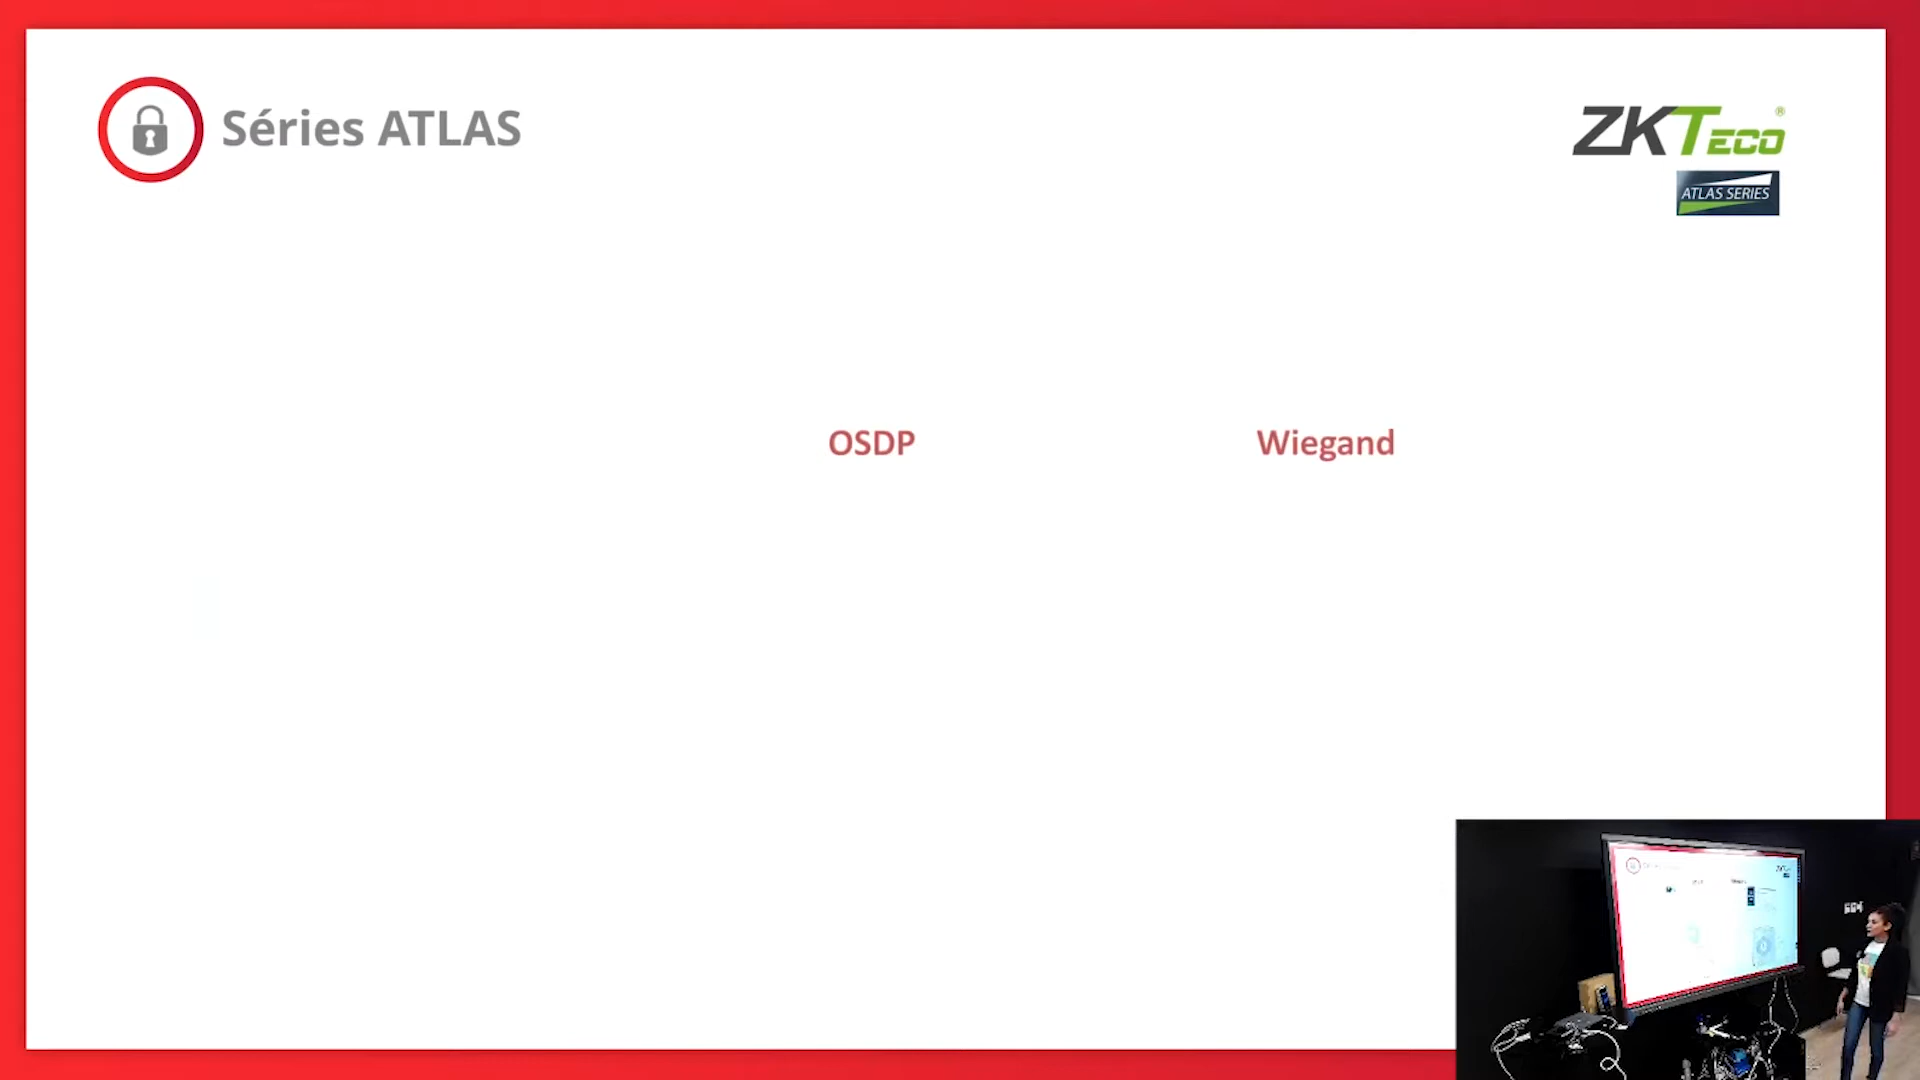 Séries ATLAS
ZKTECO®
ATLAS SERIES
OSDP
Wiegand